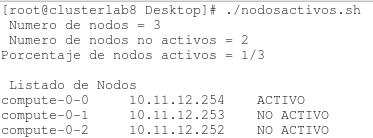 [root@clusterlab8 Desktop]# ./nodosactivos.sh
Numero de nodos = 3
Numero de nodos no activos = 2
Porcentaje de nodos activos = 1/3
Listado de Nodos
compute-0-0 10.11.12.254 ACTIVO
compute-0-1 10.11.12.253 NO ACTIVO
compute-0-2 10.11.12.252 NO ACTIVO